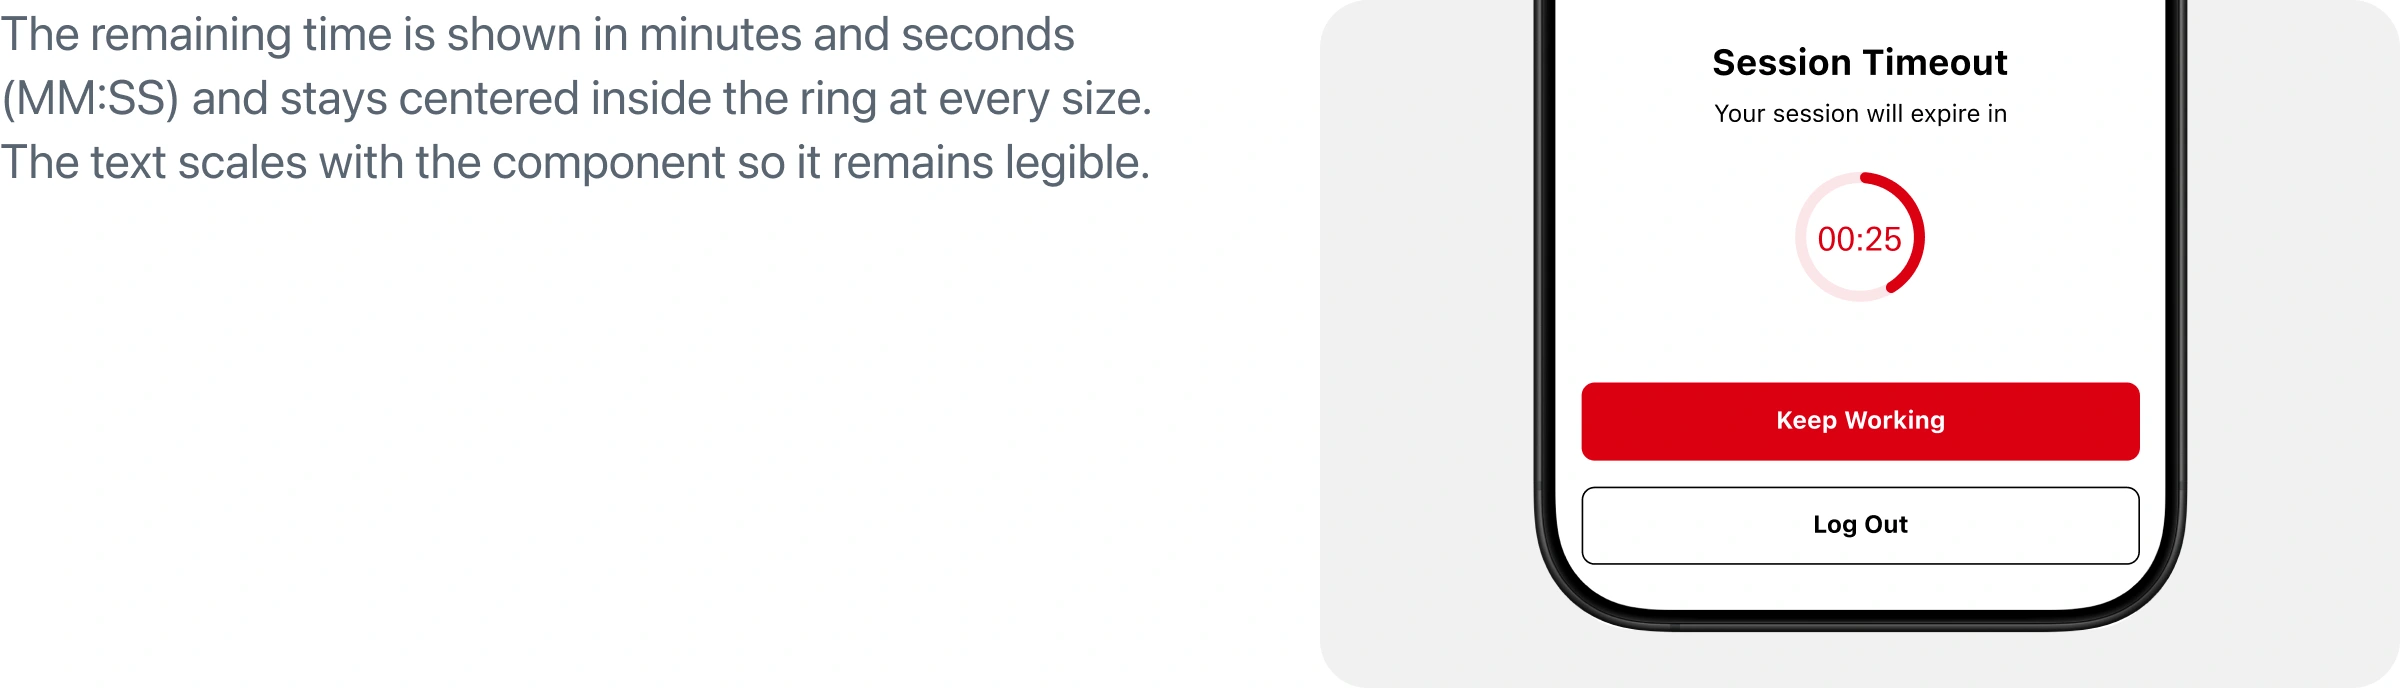 The remaining time is shown in minutes and seconds
(MM:SS) and stays centered inside the ring at every size.
The text scales with the component so it remains legible.
Session Timeout
Your session will expire in
00:25
Keep Working
Log Out